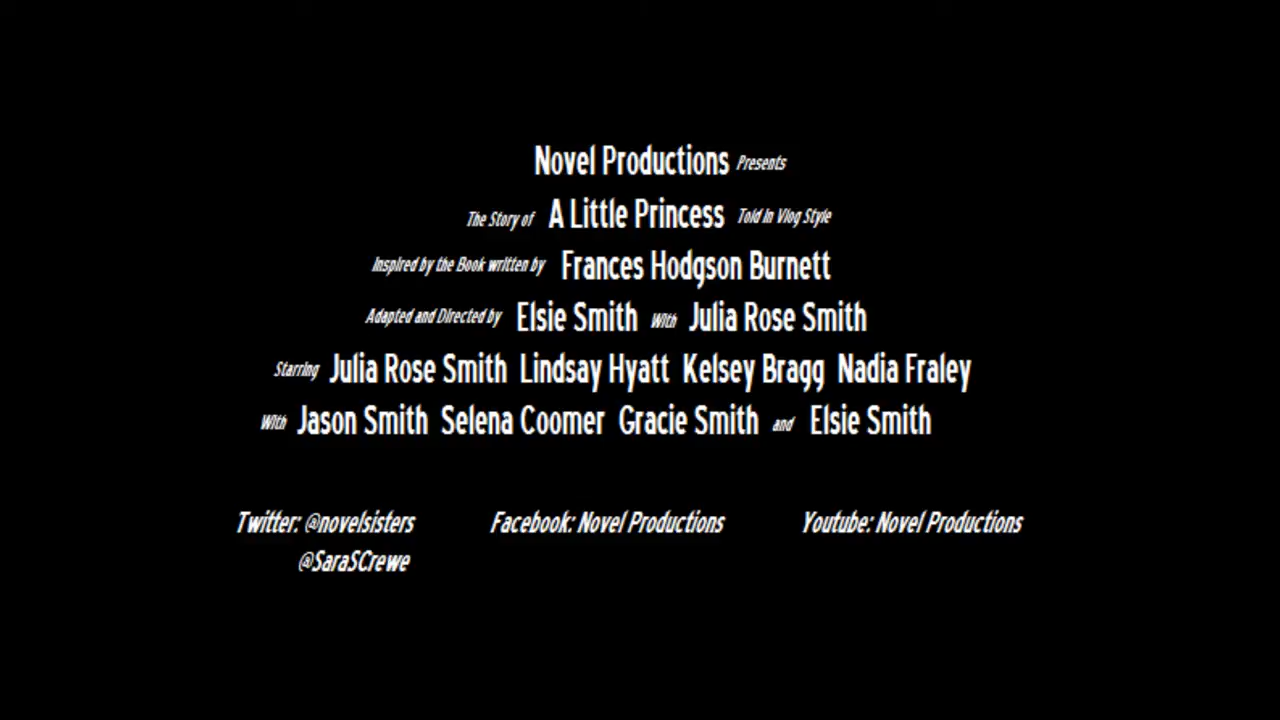 Novel Productions Presents
The Story of A Little Princess Told In Vlog Style
Inspired by the Book written by Frances Hodgson Burnett
Adapted and Directed by Elsie Smith With Julia Rose Smith
Starring Julia Rose Smith Lindsay Hyatt Kelsey Bragg Nadia Fraley
With Jason Smith Selena Coomer Gracie Smith and Elsie Smith
Twitter: @novelsisters Facebook: Novel Productions Youtube: Novel Productions
@SaraSCrewe